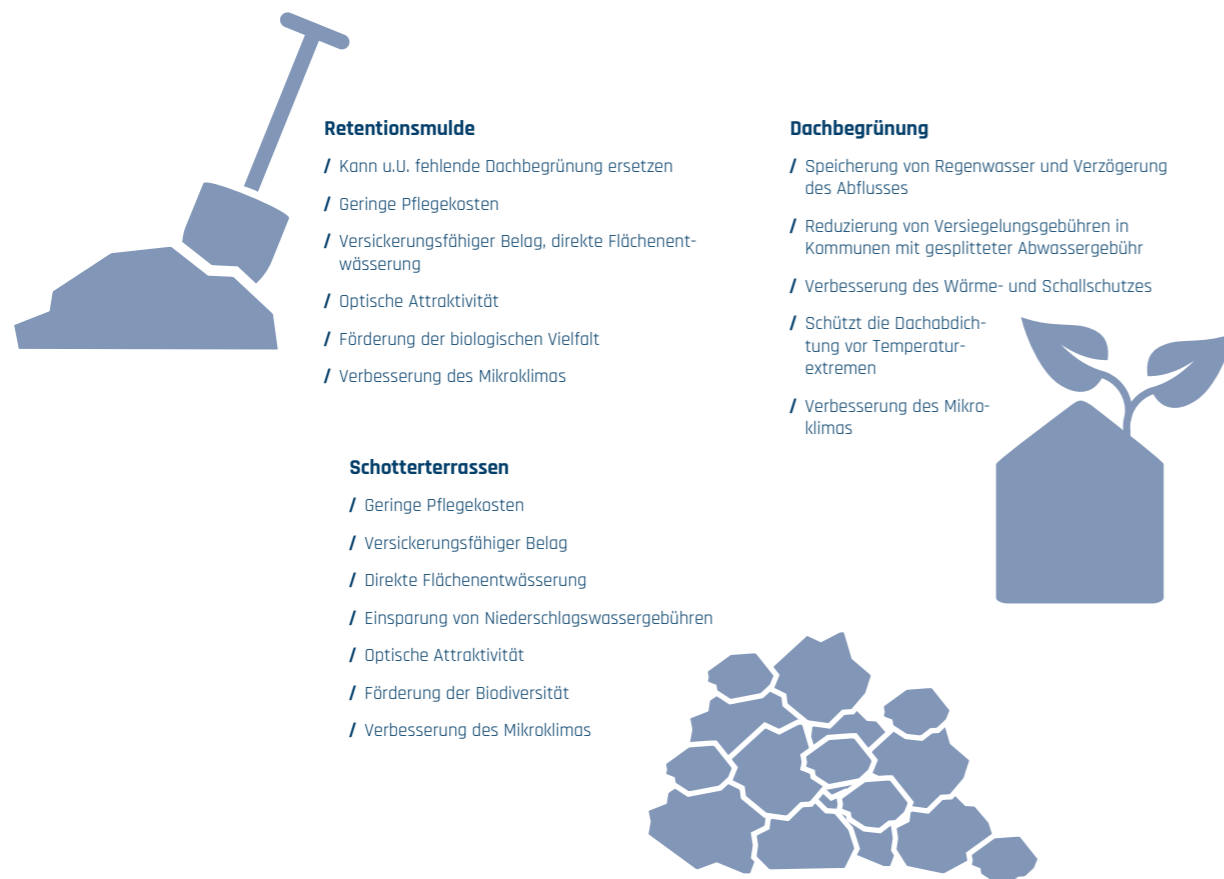 Retentionsmulde
/ Kann u.U. fehlende Dachbegrünung ersetzen
/ Geringe Pflegekosten
/ Versickerungsfähiger Belag, direkte Flächenent-
wässerung
/ Optische Attraktivität
/ Förderung der biologischen Vielfalt
/ Verbesserung des Mikroklimas
Dachbegrünung
/ Speicherung von Regenwasser und Verzögerung
des Abflusses
/ Reduzierung von Versiegelungsgebühren in
Kommunen mit gesplitteter Abwassergebühr
/ Verbesserung des Wärme- und Schallschutzes
/ Schützt die Dachabdich-
tung vor Temperatur-
extremen
/ Verbesserung des Mikro-
klimas
Schotterterrassen
/ Geringe Pflegekosten
/ Versickerungsfähiger Belag
/ Direkte Flächenentwässerung
/ Einsparung von Niederschlagswassergebühren
/ Optische Attraktivität
/ Förderung der Biodiversität
/ Verbesserung des Mikroklimas